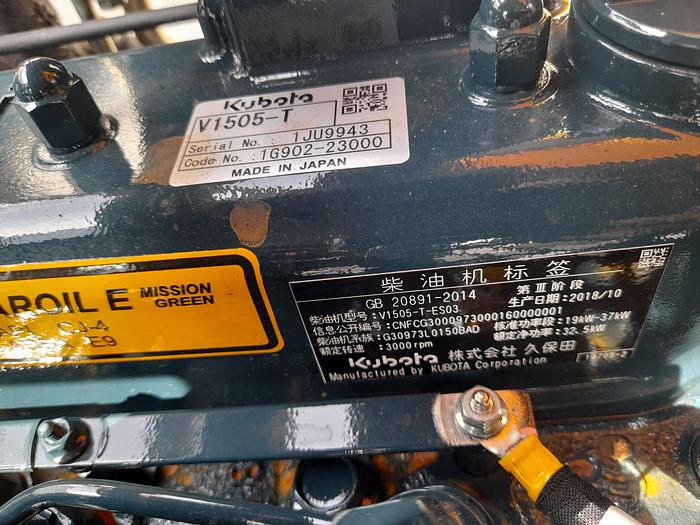 Kubota
V1505-T
Serial No. : 1JU9943
Code No. : 1G902-23000
MADE IN JAPAN
AROIL E MISSION GREEN
CJ-4
E9
柴油机标签
GB 20891-2014 第Ⅲ阶段
柴油机型号:V1505-T-ES03 生产日期:2018/10
信息公开编号:CNFCG3000973000160000001
柴油机系族:G30973L0150BAD 核准功率段:19kW-37kW
额定转速 :3000rpm 额定净功率:32.5kW
Kubota 株式会社 久保田
Manufactured by KUBOTA Corporation